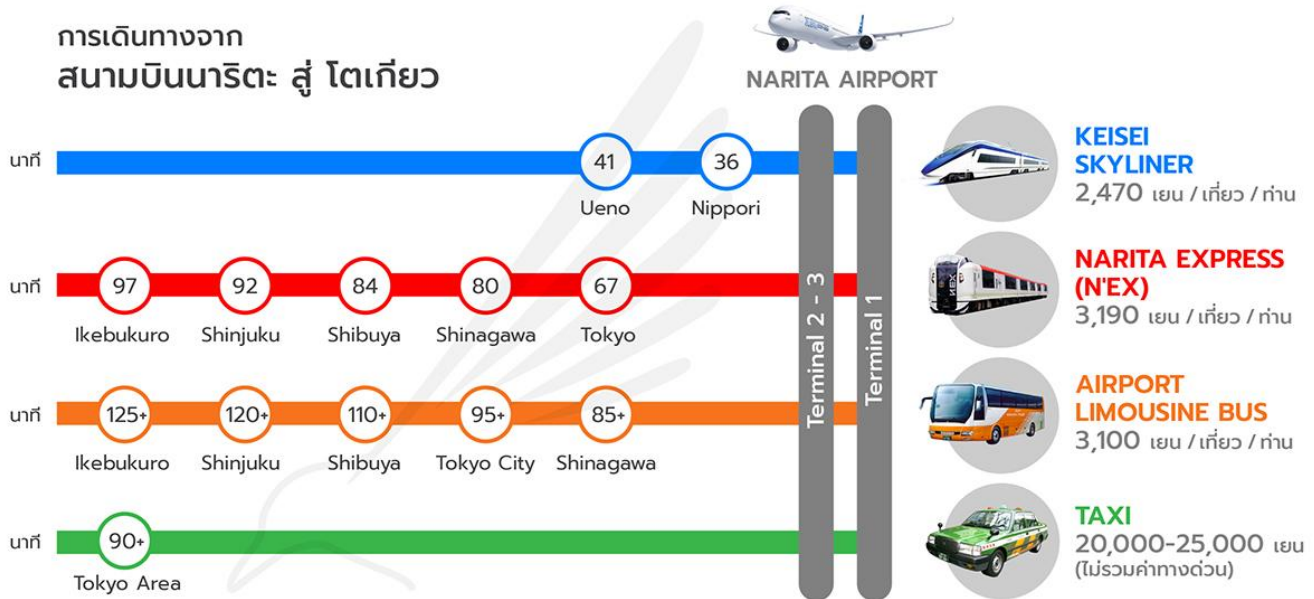 การเดินทางจาก
สนามบินนาริตะ สู่ โตเกียว
NARITA AIRPORT
นาที
41
36
Ueno
Nippori
KEISEI
SKYLINER
2,470 เยน / เที่ยว / ท่าน
นาที
97
92
84
80
67
Ikebukuro
Shinjuku
Shibuya
Shinagawa
Tokyo
NARITA EXPRESS
(N'EX)
3,190 เยน / เที่ยว / ท่าน
Terminal 2 - 3
Terminal 1
นาที
125+
120+
110+
95+
85+
Ikebukuro
Shinjuku
Shibuya
Tokyo City
Shinagawa
AIRPORT
LIMOUSINE BUS
3,100 เยน / เที่ยว / ท่าน
นาที
90+
Tokyo Area
TAXI
20,000-25,000 เยน
(ไม่รวมค่าทางด่วน)